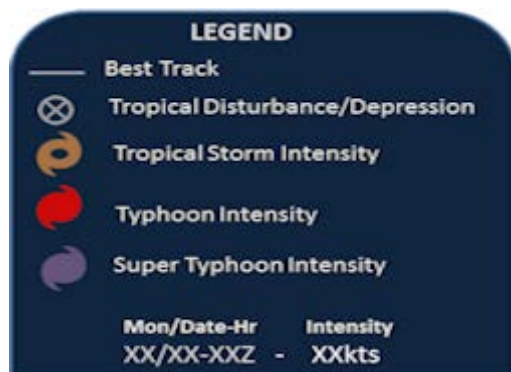 LEGEND
Best Track
Tropical Disturbance/Depression
Tropical Storm Intensity
Typhoon Intensity
Super Typhoon Intensity
Mon/Date-Hr Intensity
XX/XX-XXZ - XXkts